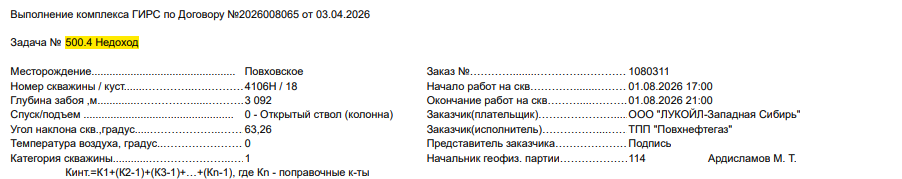 Выполнение комплекса ГИРС по Договору №2026008065 от 03.04.2026
Задача № 500.4 Недоход
Месторождение................................................ Повховское
Номер скважины / куст........................................ 4106Н / 18
Глубина забоя ,м............................................. 3 092
Спуск/подъем ................................................ 0 - Открытый ствол (колонна)
Угол наклона скв.,градус..................................... 63,26
Температура воздуха, градус.................................. 0
Категория скважины........................................... 1
Кинт.=К1+(К2-1)+(К3-1)+…+(Кn-1), где Кn - поправочные к-ты
Заказ №...................................................... 1080311
Начало работ на скв.......................................... 01.08.2026 17:00
Окончание работ на скв....................................... 01.08.2026 21:00
Заказчик(плательщик)......................................... ООО "ЛУКОЙЛ-Западная Сибирь"
Заказчик(исполнитель)........................................ ТПП "Повхнефтегаз"
Представитель заказчика...................................... Подпись
Начальник геофиз. партии..................................... 114 Ардисламов М. Т.